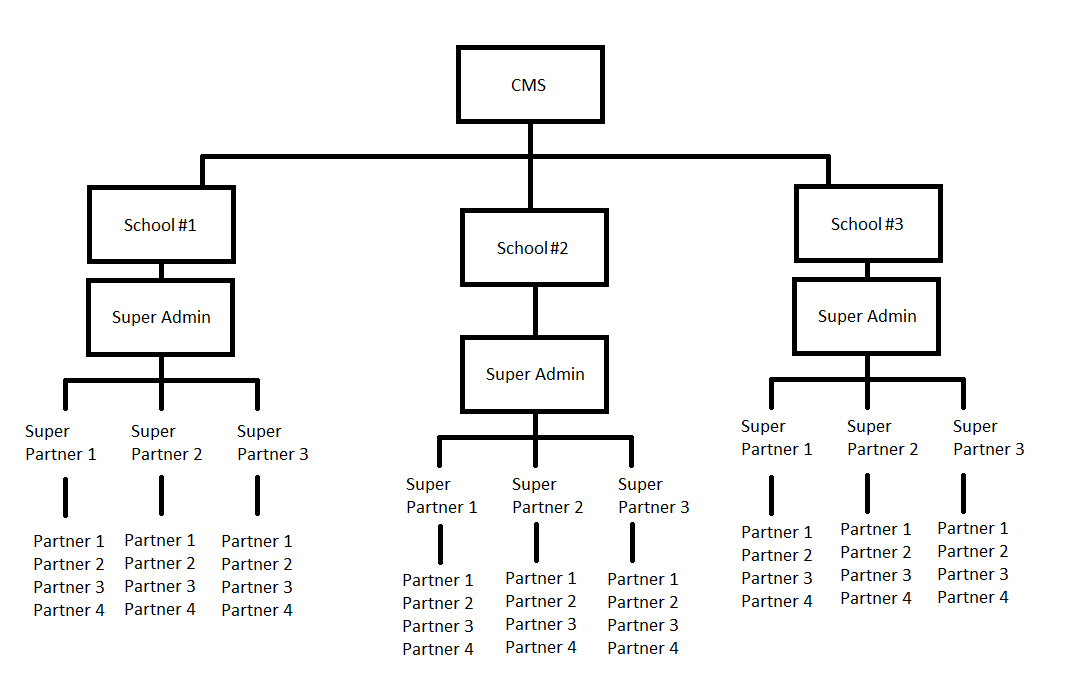 CMS
School #1
Super Admin
Super
Partner 1
Super
Partner 2
Super
Partner 3
Partner 1
Partner 2
Partner 3
Partner 4
Partner 1
Partner 2
Partner 3
Partner 4
Partner 1
Partner 2
Partner 3
Partner 4
School #2
Super Admin
Super
Partner 1
Super
Partner 2
Super
Partner 3
Partner 1
Partner 2
Partner 3
Partner 4
Partner 1
Partner 2
Partner 3
Partner 4
Partner 1
Partner 2
Partner 3
Partner 4
School #3
Super Admin
Super
Partner 1
Super
Partner 2
Super
Partner 3
Partner 1
Partner 2
Partner 3
Partner 4
Partner 1
Partner 2
Partner 3
Partner 4
Partner 1
Partner 2
Partner 3
Partner 4